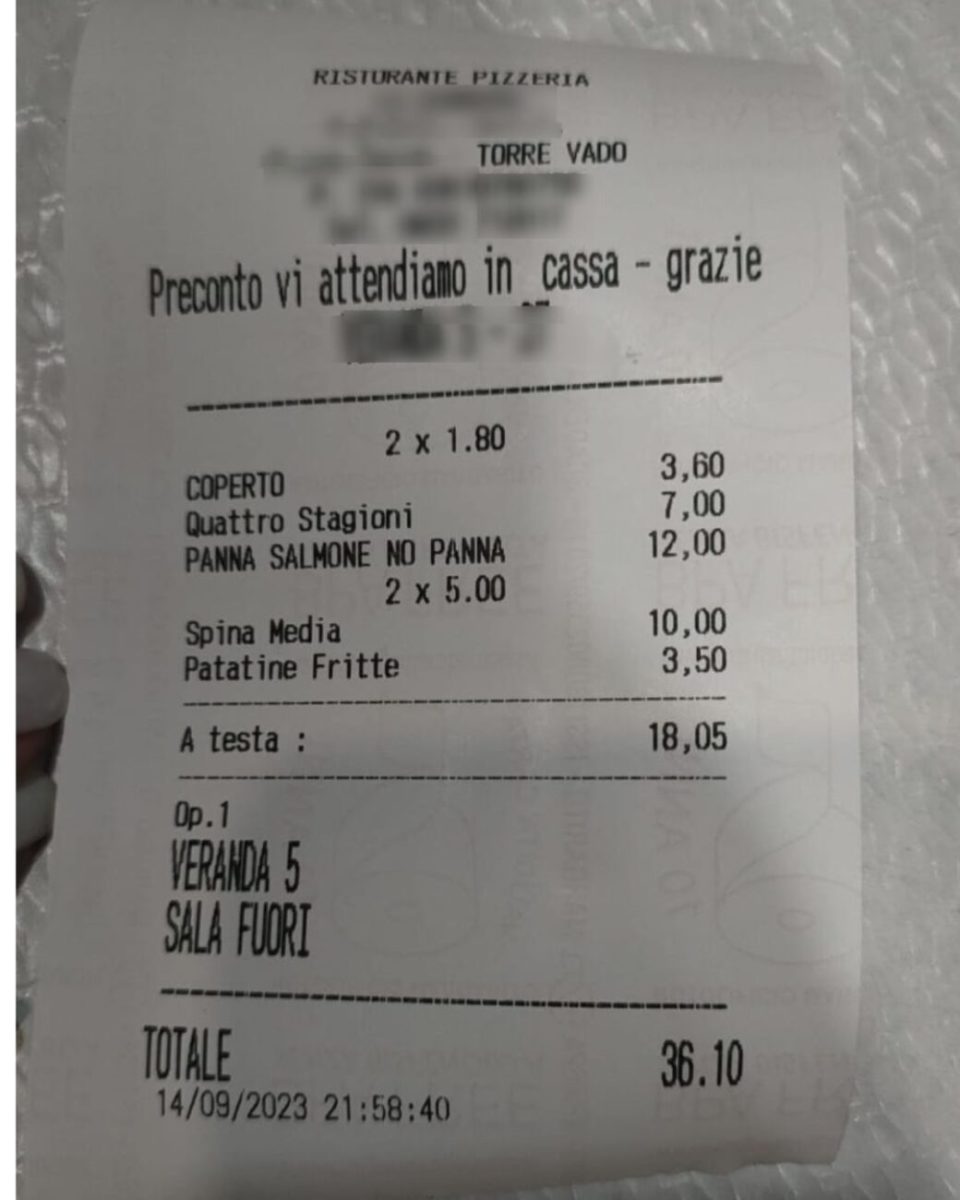 RISTURANTE PIZZERIA
TORRE VADO
Preconto vi attendiamo in cassa - grazie
2 x 1.80
COPERTO 3,60
Quattro Stagioni 7,00
PANNA SALMONE NO PANNA 12,00
2 x 5.00
Spina Media 10,00
Patatine Fritte 3,50
A testa : 18,05
Op.1
VERANDA 5
SALA FUORI
TOTALE 36.10
14/09/2023 21:58:40